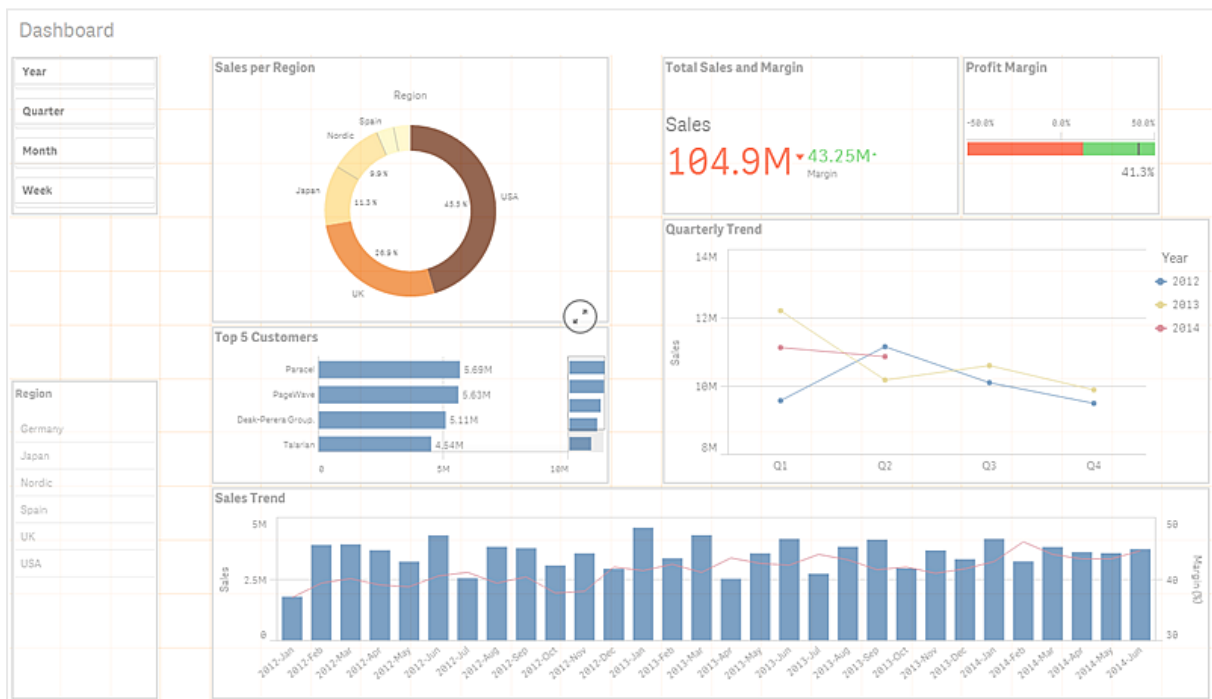 Dashboard
Year
Quarter
Month
Week
Region
Germany
Japan
Nordic
Spain
UK
USA
Sales per Region
Region
Spain
Nordic
Japan
UK
USA
9.9 %
11.3 %
26.9 %
45.5 %
Top 5 Customers
Paracel 5.69M
PageWave 5.63M
Deak-Perera Group. 5.11M
Talarian 4.54M
0 5M 10M
Total Sales and Margin
Sales
104.9M 43.25M
Margin
Profit Margin
-50.0% 0.0% 50.0%
41.3%
Quarterly Trend
14M
12M
10M
8M
Sales
Q1 Q2 Q3 Q4
Year
2012
2013
2014
Sales Trend
5M
2.5M
0
Sales
50
40
30
Margin (%)
2012-Jan 2012-Feb 2012-Mar 2012-Apr 2012-May 2012-Jun 2012-Jul 2012-Aug 2012-Sep 2012-Oct 2012-Nov 2012-Dec 2013-Jan 2013-Feb 2013-Mar 2013-Apr 2013-May 2013-Jun 2013-Jul 2013-Aug 2013-Sep 2013-Oct 2013-Nov 2013-Dec 2014-Jan 2014-Feb 2014-Mar 2014-Apr 2014-May 2014-Jun